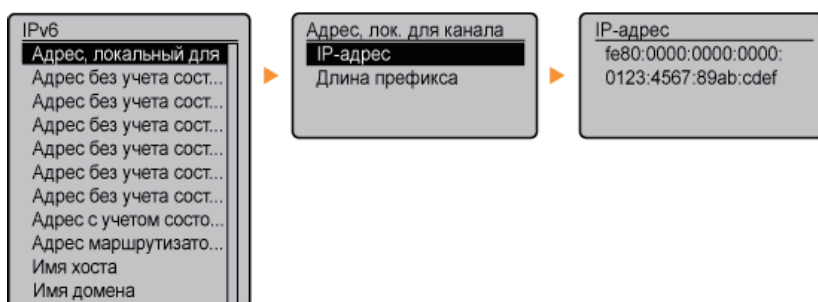 IPv6
Адрес, локальный для
Адрес без учета сост...
Адрес без учета сост...
Адрес без учета сост...
Адрес без учета сост...
Адрес без учета сост...
Адрес без учета сост...
Адрес с учетом состо...
Адрес маршрутизато...
Имя хоста
Имя домена
Адрес, лок. для канала
IP-адрес
Длина префикса
IP-адрес
fe80:0000:0000:0000:
0123:4567:89ab:cdef